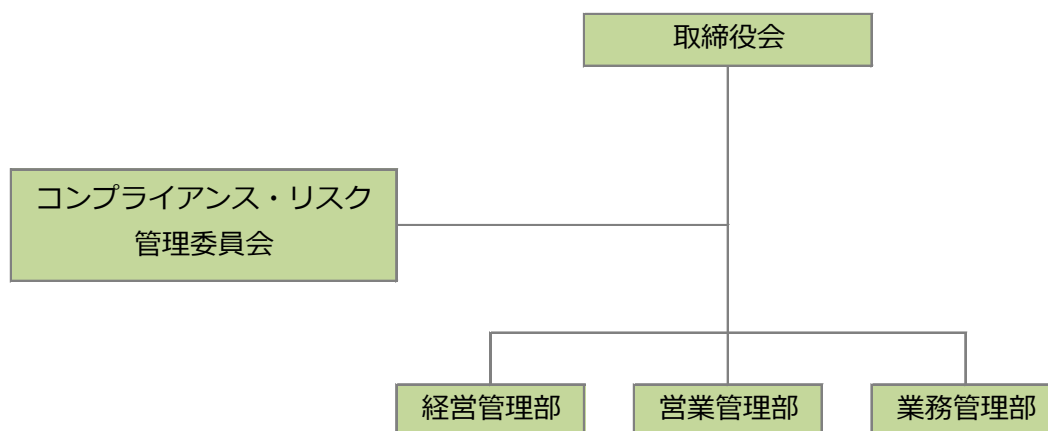 取締役会
コンプライアンス・リスク
管理委員会
経営管理部
営業管理部
業務管理部